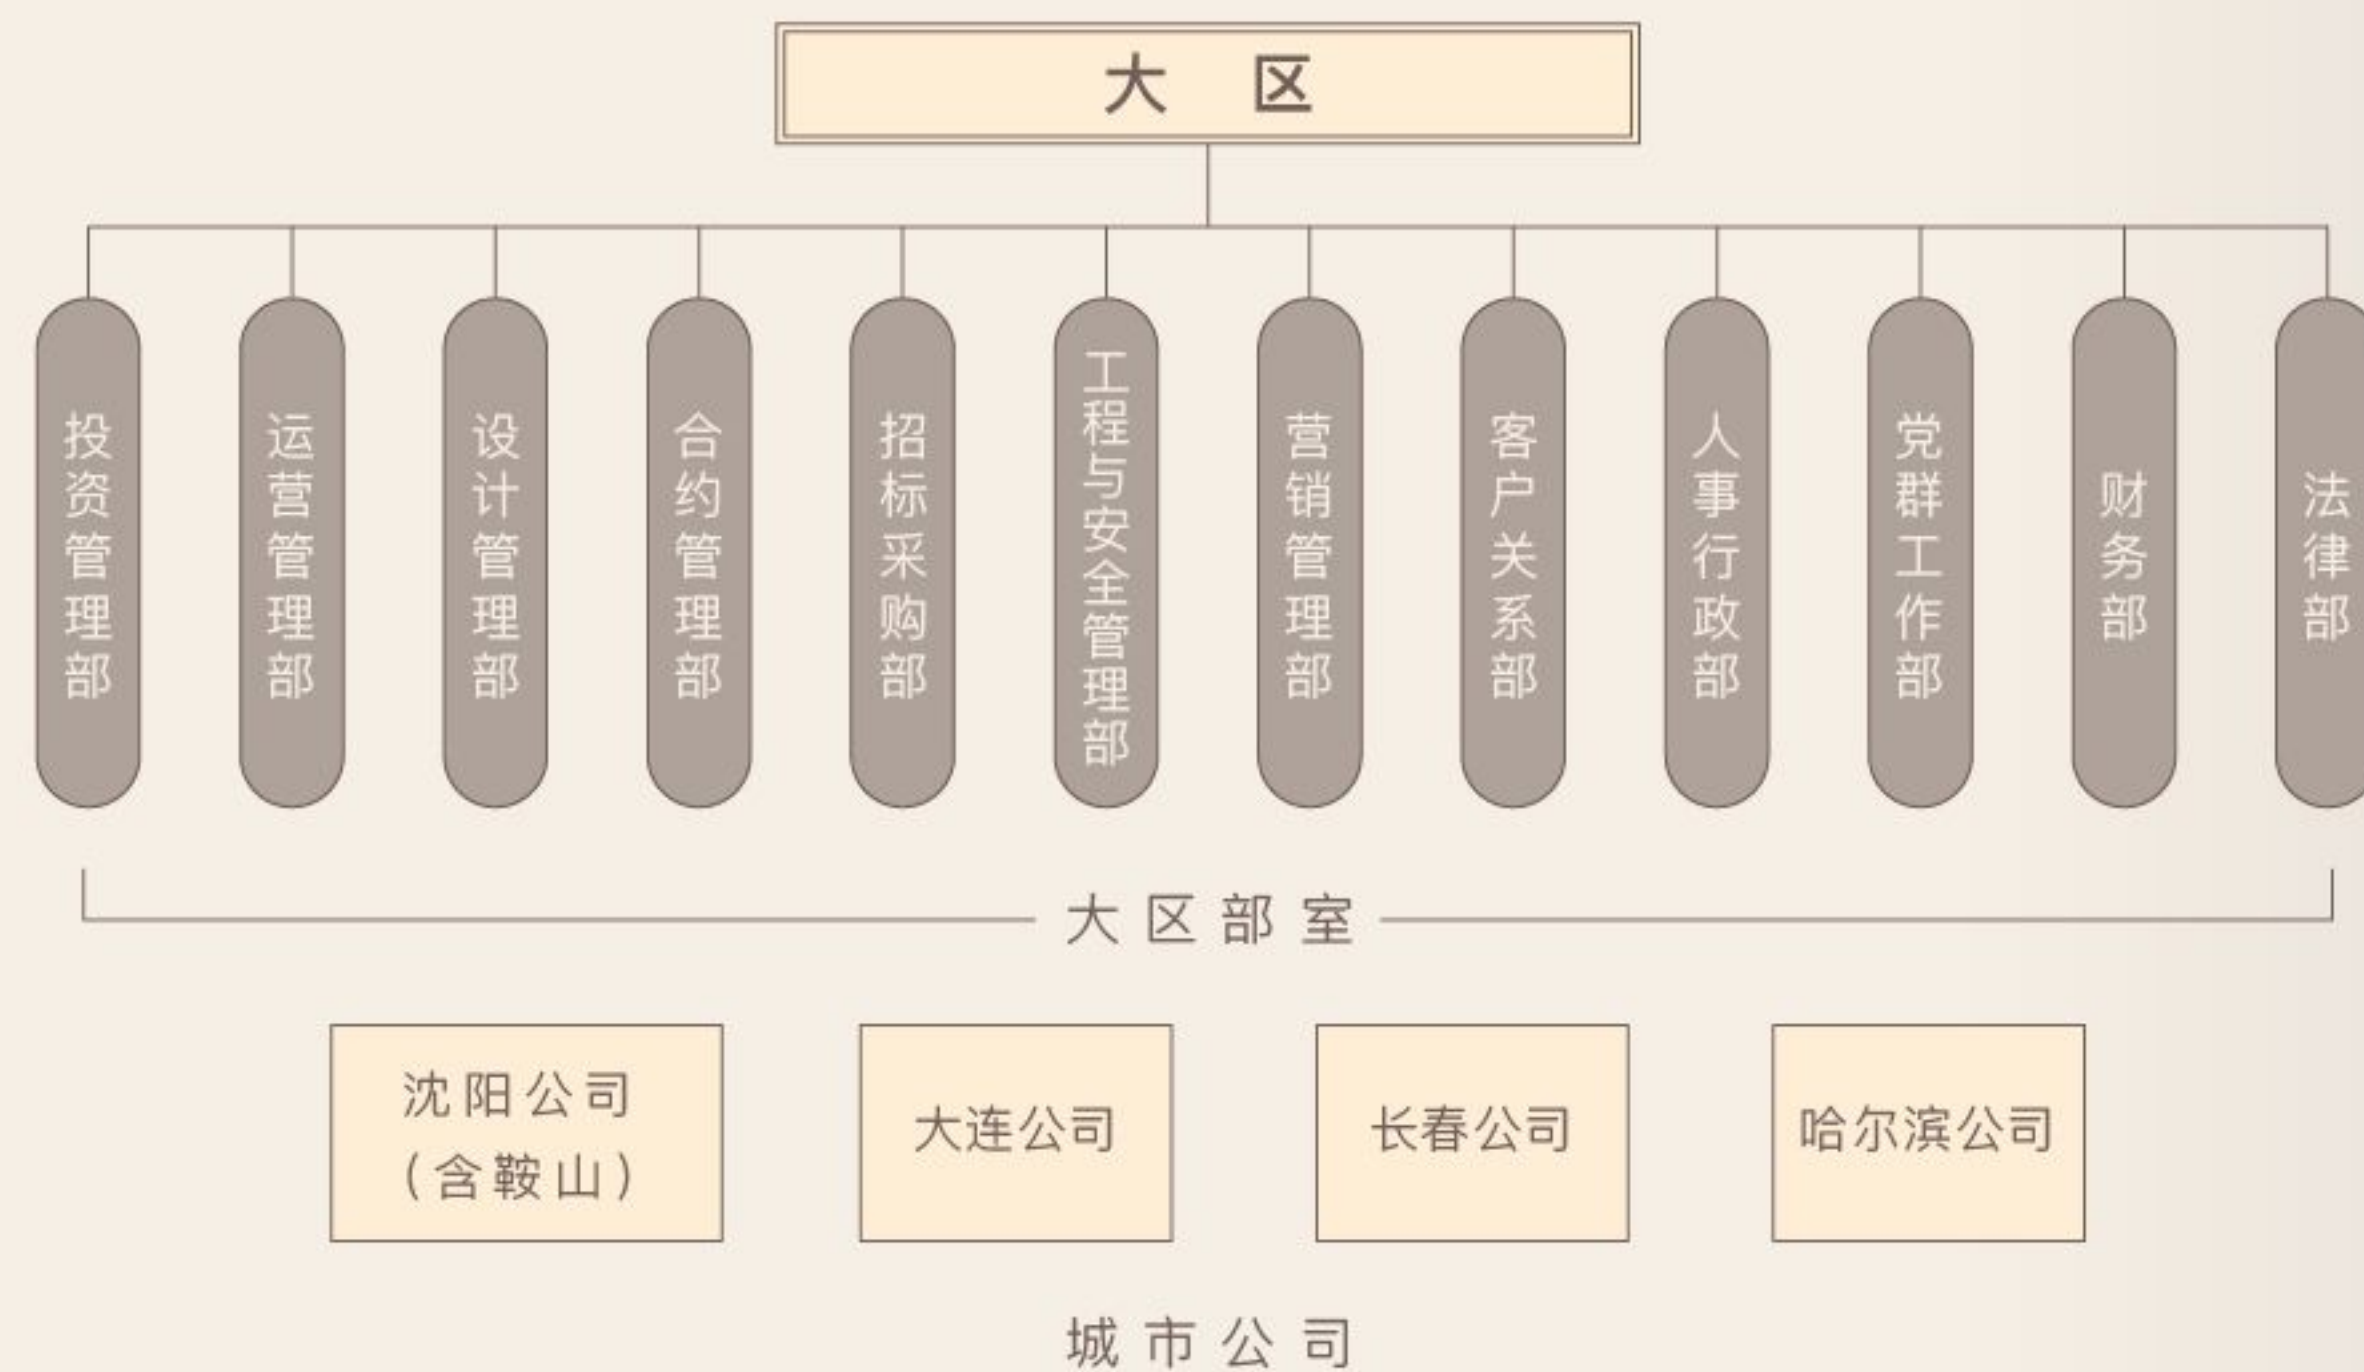 大区
投资管理部
运营管理部
设计管理部
合约管理部
招标采购部
工程与安全管理部
营销管理部
客户关系部
人事行政部
党群工作部
财务部
法律部
大区部室
沈阳公司
(含鞍山)
大连公司
长春公司
哈尔滨公司
城市公司